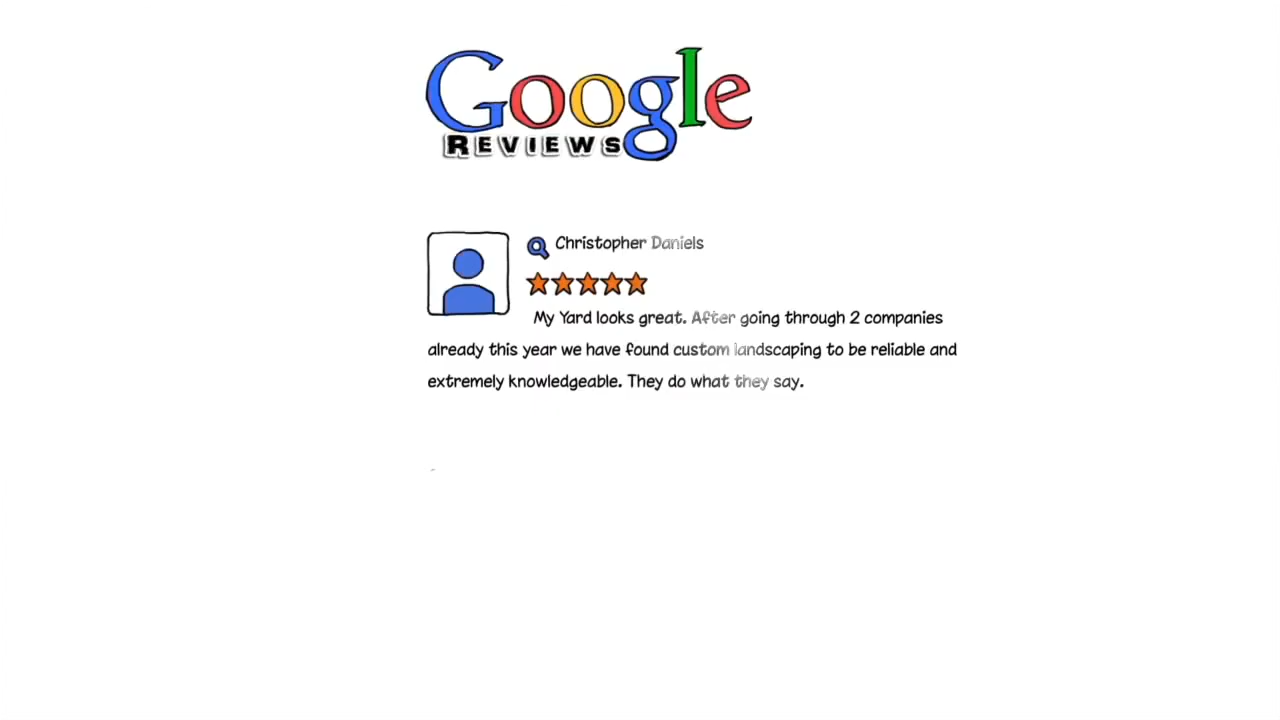 Google
REVIEWS
Christopher Daniels
My Yard looks great. After going through 2 companies
already this year we have found custom landscaping to be reliable and
extremely knowledgeable. They do what they say.